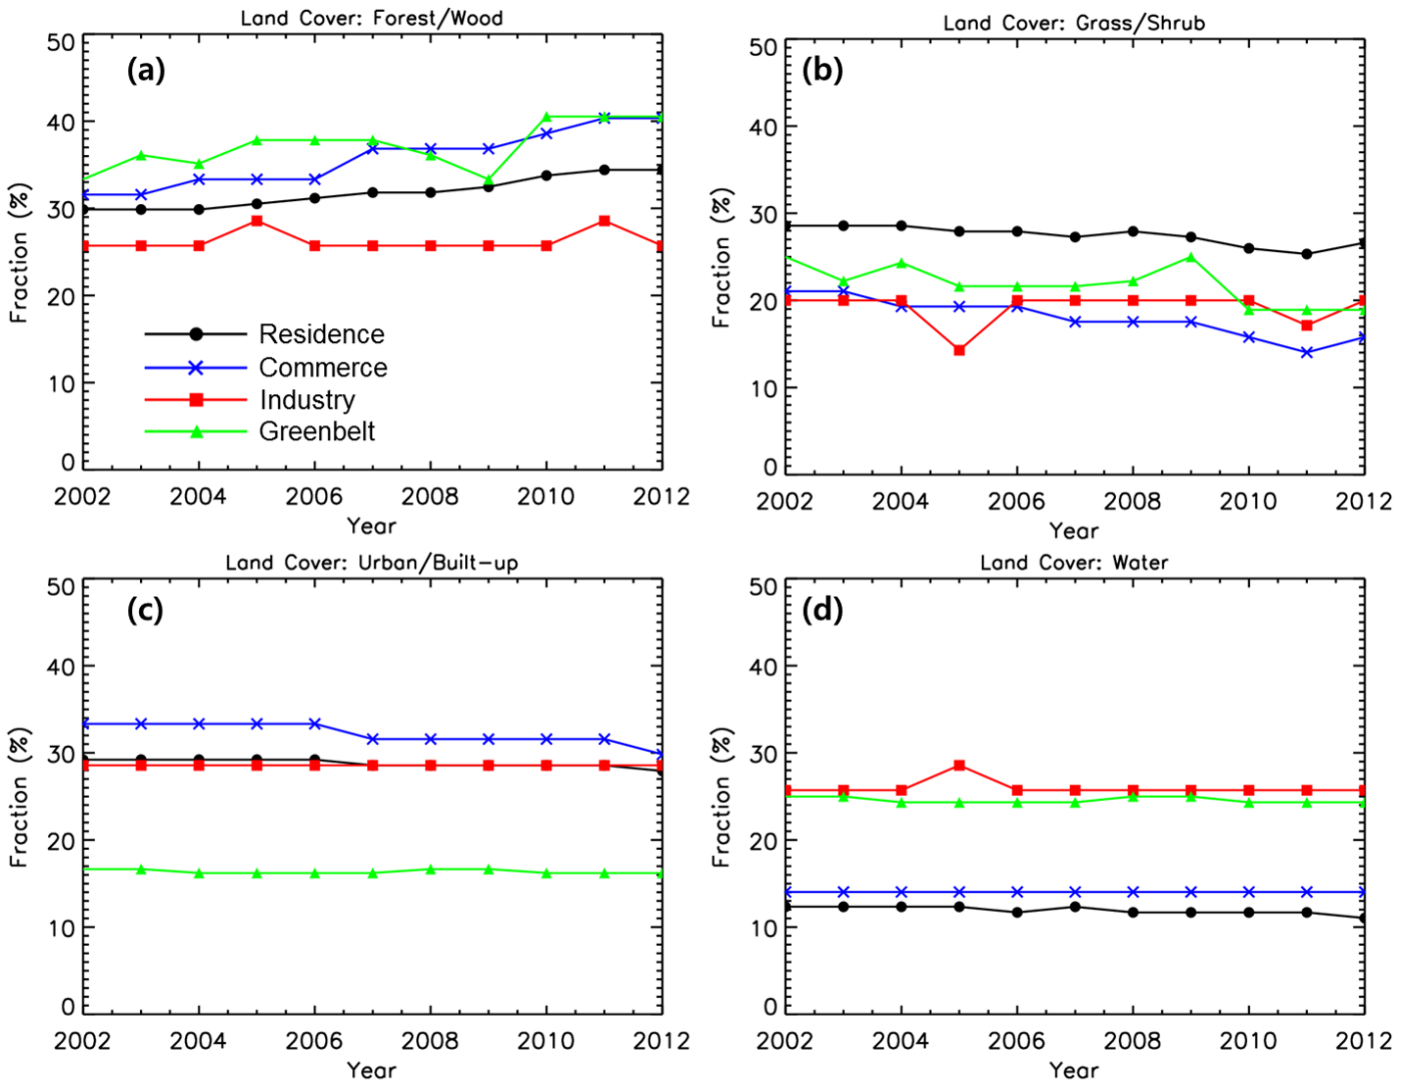 Land Cover: Forest/Wood
(a)
50
40
30
20
10
0
Fraction (%)
Residence
Commerce
Industry
Greenbelt
2002 2004 2006 2008 2010 2012
Year
Land Cover: Grass/Shrub
(b)
50
40
30
20
10
0
Fraction (%)
2002 2004 2006 2008 2010 2012
Year
Land Cover: Urban/Built-up
(c)
50
40
30
20
10
0
Fraction (%)
2002 2004 2006 2008 2010 2012
Year
Land Cover: Water
(d)
50
40
30
20
10
0
Fraction (%)
2002 2004 2006 2008 2010 2012
Year